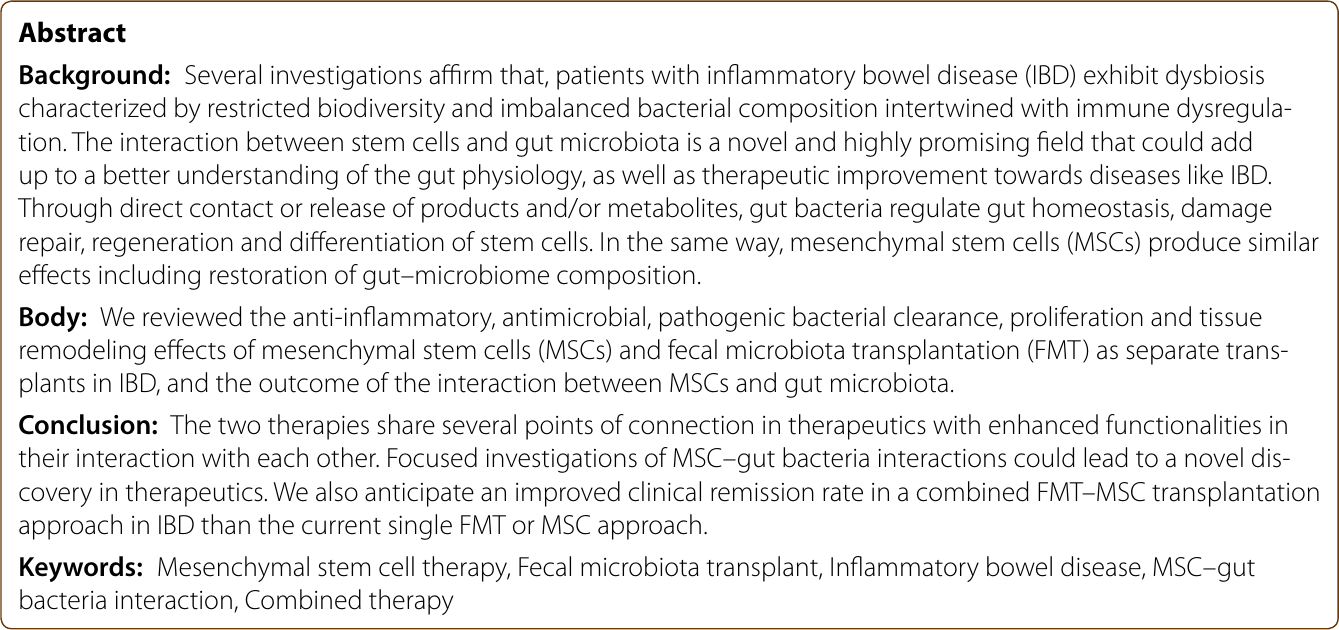 Abstract
Background: Several investigations affirm that, patients with inflammatory bowel disease (IBD) exhibit dysbiosis
characterized by restricted biodiversity and imbalanced bacterial composition intertwined with immune dysregula-
tion. The interaction between stem cells and gut microbiota is a novel and highly promising field that could add
up to a better understanding of the gut physiology, as well as therapeutic improvement towards diseases like IBD.
Through direct contact or release of products and/or metabolites, gut bacteria regulate gut homeostasis, damage
repair, regeneration and differentiation of stem cells. In the same way, mesenchymal stem cells (MSCs) produce similar
effects including restoration of gut–microbiome composition.
Body: We reviewed the anti-inflammatory, antimicrobial, pathogenic bacterial clearance, proliferation and tissue
remodeling effects of mesenchymal stem cells (MSCs) and fecal microbiota transplantation (FMT) as separate trans-
plants in IBD, and the outcome of the interaction between MSCs and gut microbiota.
Conclusion: The two therapies share several points of connection in therapeutics with enhanced functionalities in
their interaction with each other. Focused investigations of MSC–gut bacteria interactions could lead to a novel dis-
covery in therapeutics. We also anticipate an improved clinical remission rate in a combined FMT–MSC transplantation
approach in IBD than the current single FMT or MSC approach.
Keywords: Mesenchymal stem cell therapy, Fecal microbiota transplant, Inflammatory bowel disease, MSC–gut
bacteria interaction, Combined therapy